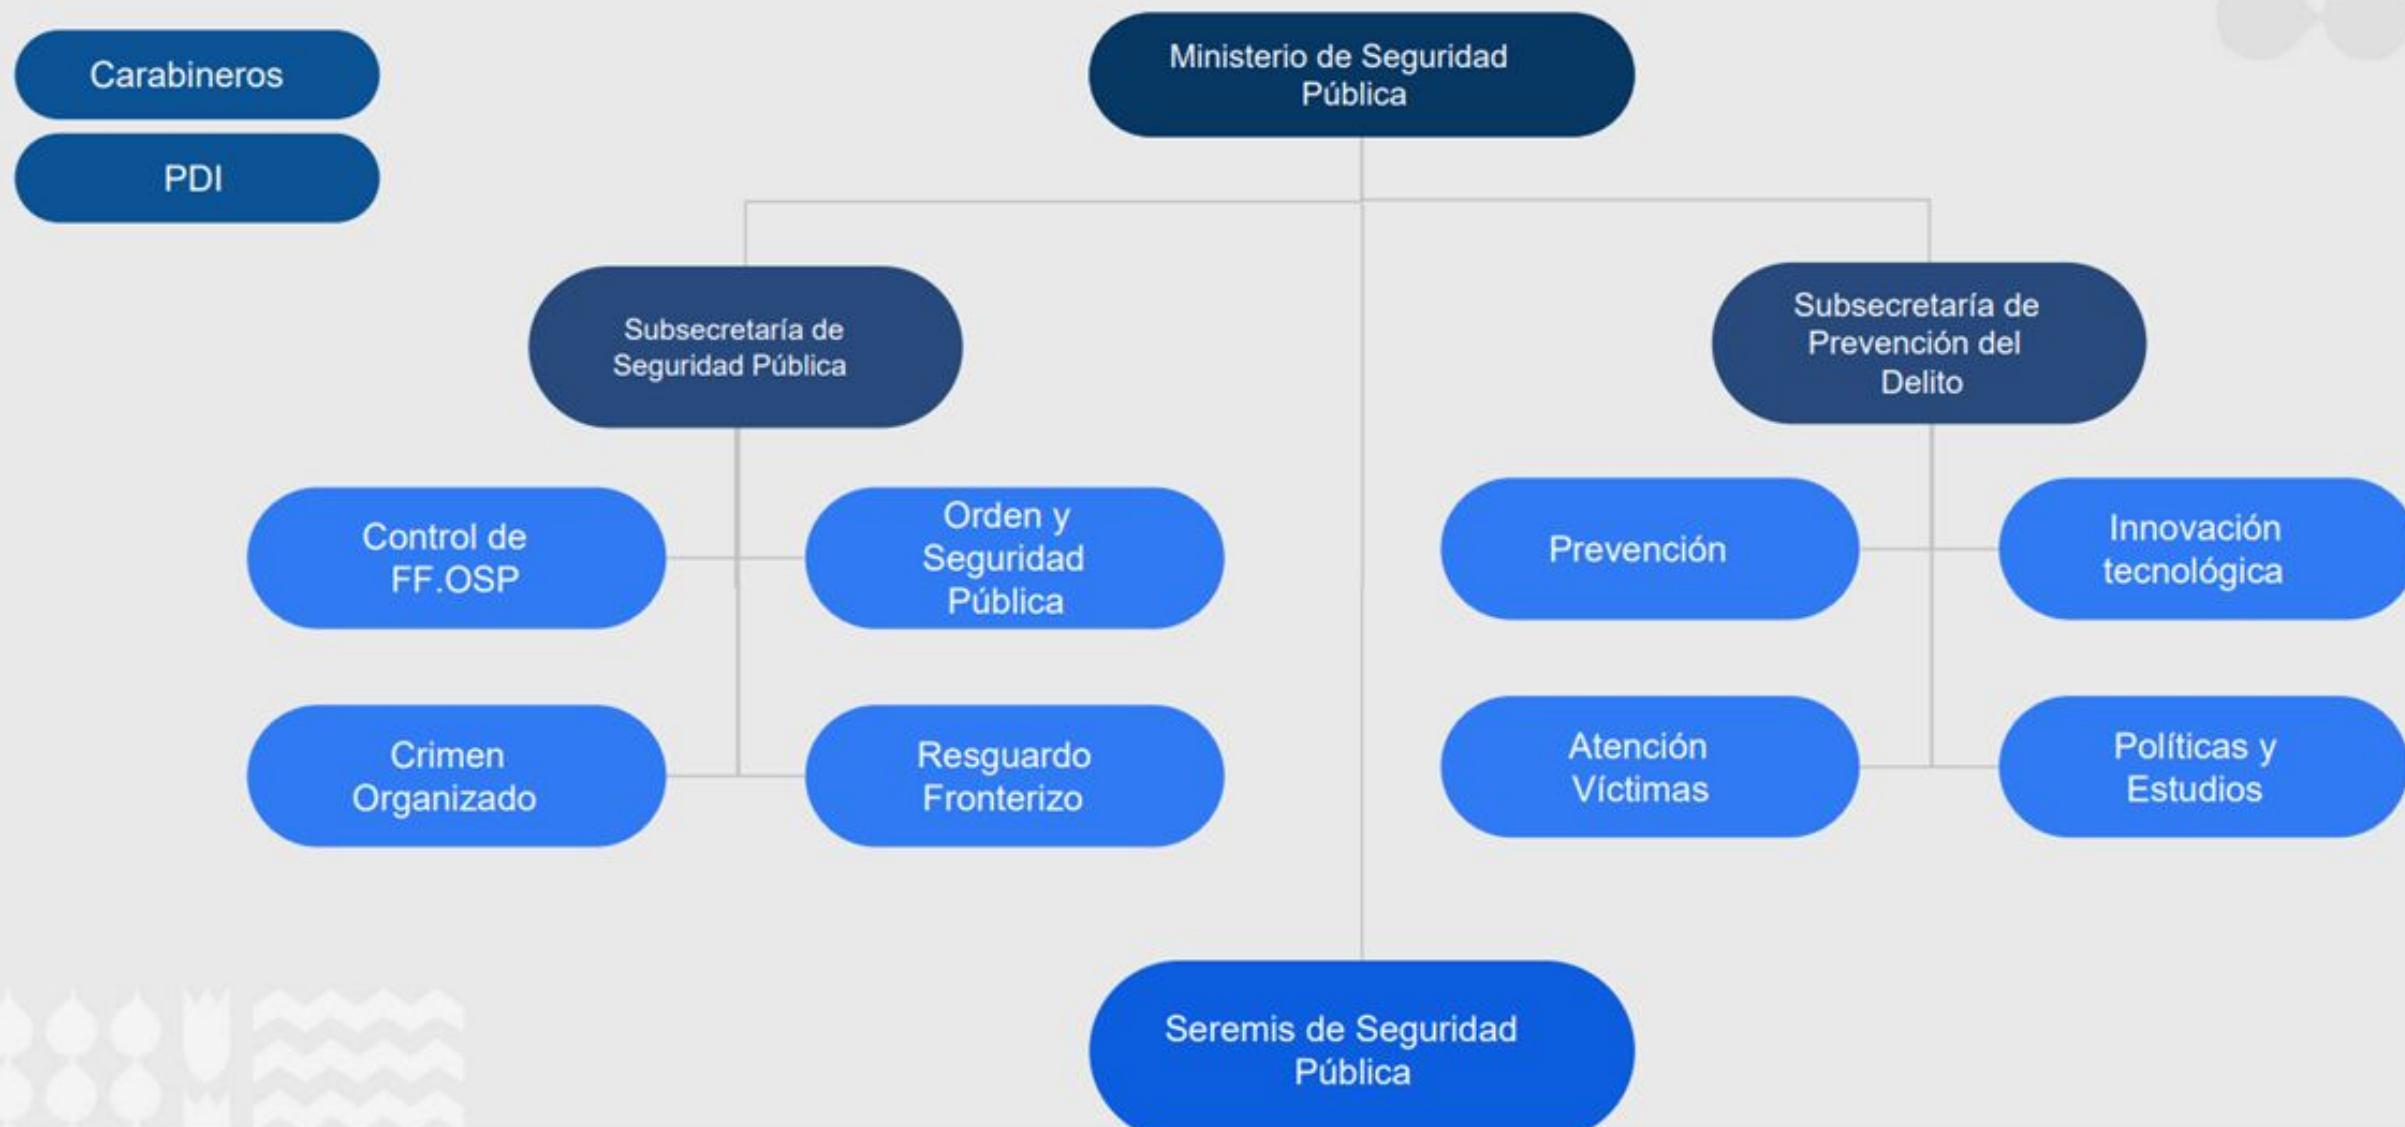 Carabineros
PDI
Ministerio de Seguridad
Pública
Subsecretaría de
Seguridad Pública
Subsecretaría de
Prevención del
Delito
Control de
FF.OSP
Orden y
Seguridad
Pública
Prevención
Innovación
tecnológica
Crimen
Organizado
Resguardo
Fronterizo
Atención
Víctimas
Políticas y
Estudios
Seremis de Seguridad
Pública